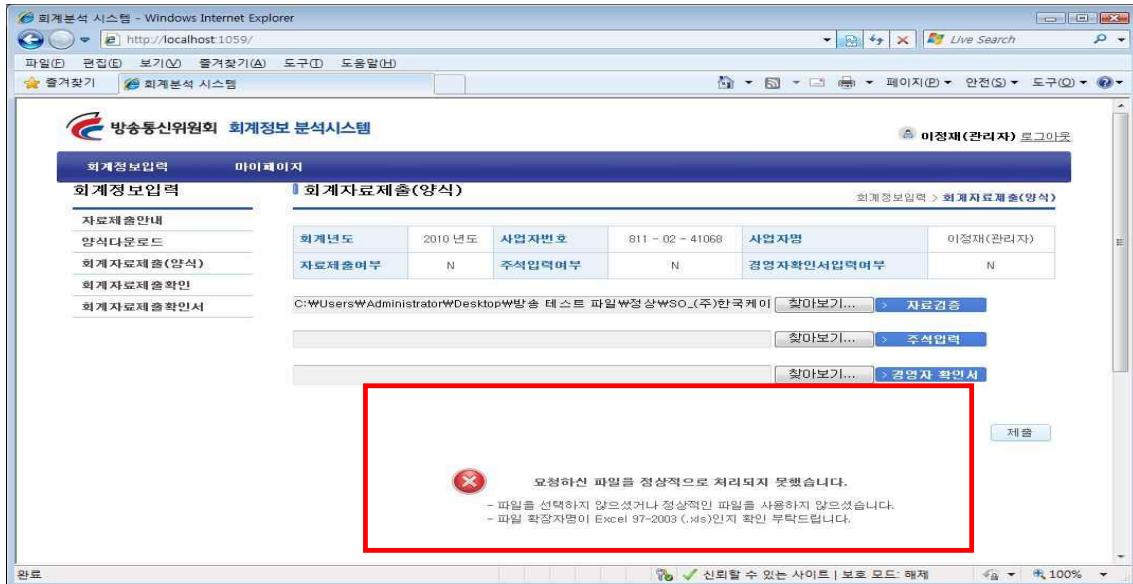 회계분석 시스템 - Windows Internet Explorer
http://localhost:1059/
Live Search
파일(F) 편집(E) 보기(V) 즐겨찾기(A) 도구(T) 도움말(H)
즐겨찾기 회계분석 시스템 페이지(P) 안전(S) 도구(O)
방송통신위원회 회계정보 분석시스템
이정재(관리자) 로그아웃
회계정보입력 마이페이지
회계정보입력
자료제출안내
양식다운로드
회계자료제출(양식)
회계자료제출확인
회계자료제출확인서
회계자료제출(양식)
회계정보입력 > 회계자료제출(양식)
회계년도 2010 년도 사업자번호 811 - 02 - 41068 사업자명 이정재(관리자)
자료제출여부 N 주석입력여부 N 경영자확인서입력여부 N
C:₩Users₩Administrator₩Desktop₩방송 테스트 파일₩정상₩SO_(주)한국케이 찾아보기... > 자료검증
찾아보기... > 주석입력
찾아보기... > 경영자 확인서
제출
요청하신 파일을 정상적으로 처리되지 못했습니다.
- 파일을 선택하지 않으셨거나 정상적인 파일을 사용하지 않으셨습니다.
- 파일 확장자명이 Excel 97-2003 (.xls)인지 확인 부탁드립니다.
완료 신뢰할 수 있는 사이트 | 보호 모드: 해제 100%